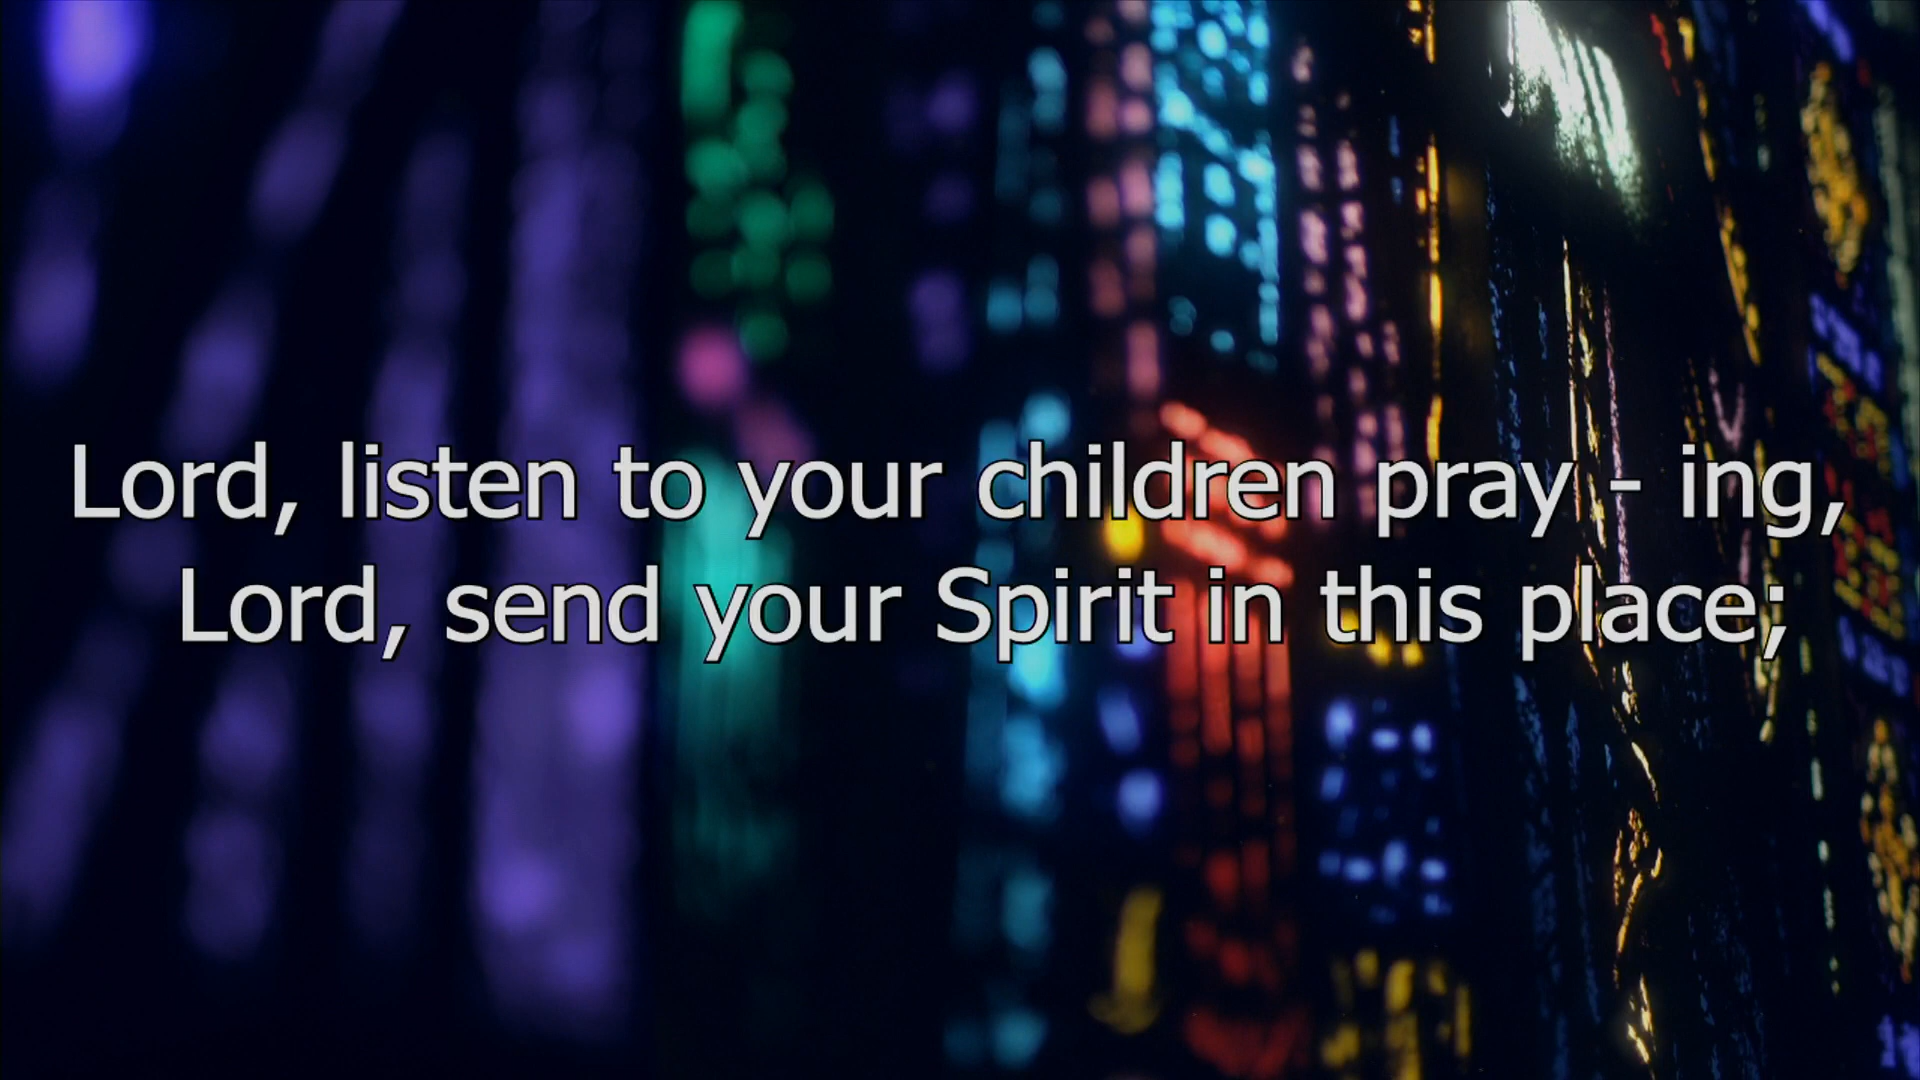 Lord, listen to your children pray - ing,
Lord, send your Spirit in this place;